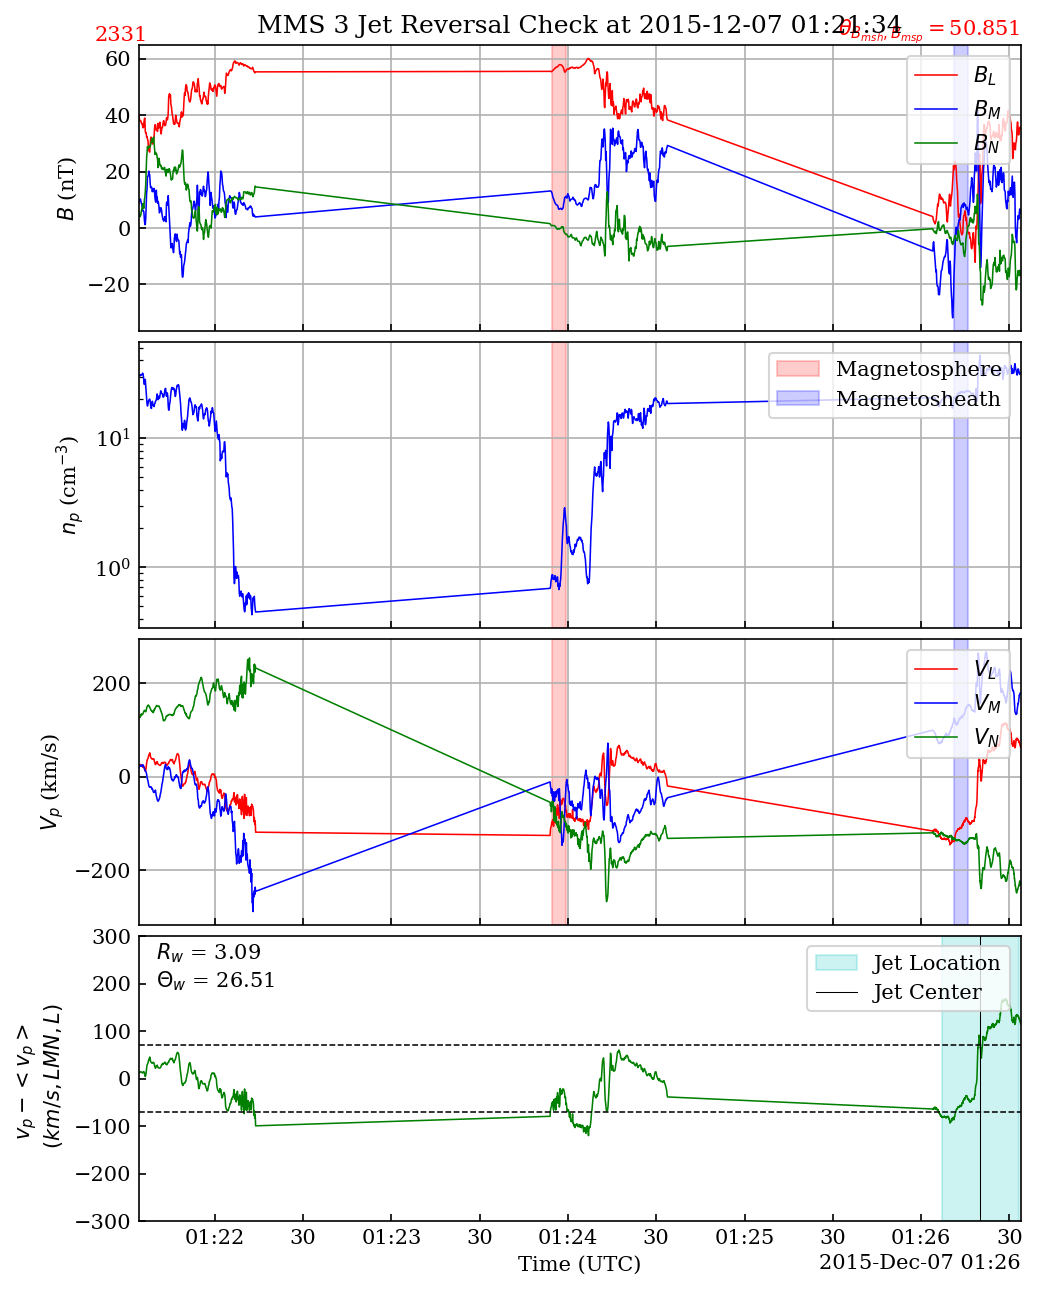 MMS 3 Jet Reversal Check at 2015-12-07 01:21:34
2331
θ_{B_{msh}, B_{msp}} = 50.851
60
40
20
0
−20
B (nT)
B_L
B_M
B_N
10^1
10^0
n_p (cm^{−3})
Magnetosphere
Magnetosheath
200
0
−200
V_p (km/s)
V_L
V_M
V_N
300
200
100
0
−100
−200
−300
v_p − <v_p>
(km/s, LMN, L)
R_w = 3.09
Θ_w = 26.51
Jet Location
Jet Center
01:22 30 01:23 30 01:24 30 01:25 30 01:26 30
Time (UTC)
2015-Dec-07 01:26